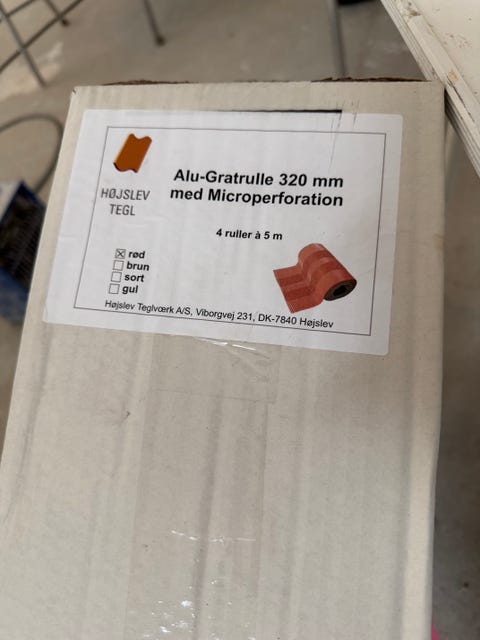 HØJSLEV
TEGL
Alu-Gratrulle 320 mm
med Microperforation
4 ruller à 5 m
☒ rød
☐ brun
☐ sort
☐ gul
Højslev Teglværk A/S, Viborgvej 231, DK-7840 Højslev